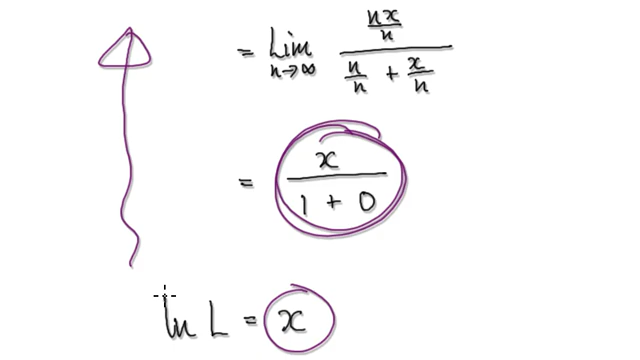 = Lim n→∞ (nx/n) / (n/n + x/n)
= x / (1 + 0)
ln L = x